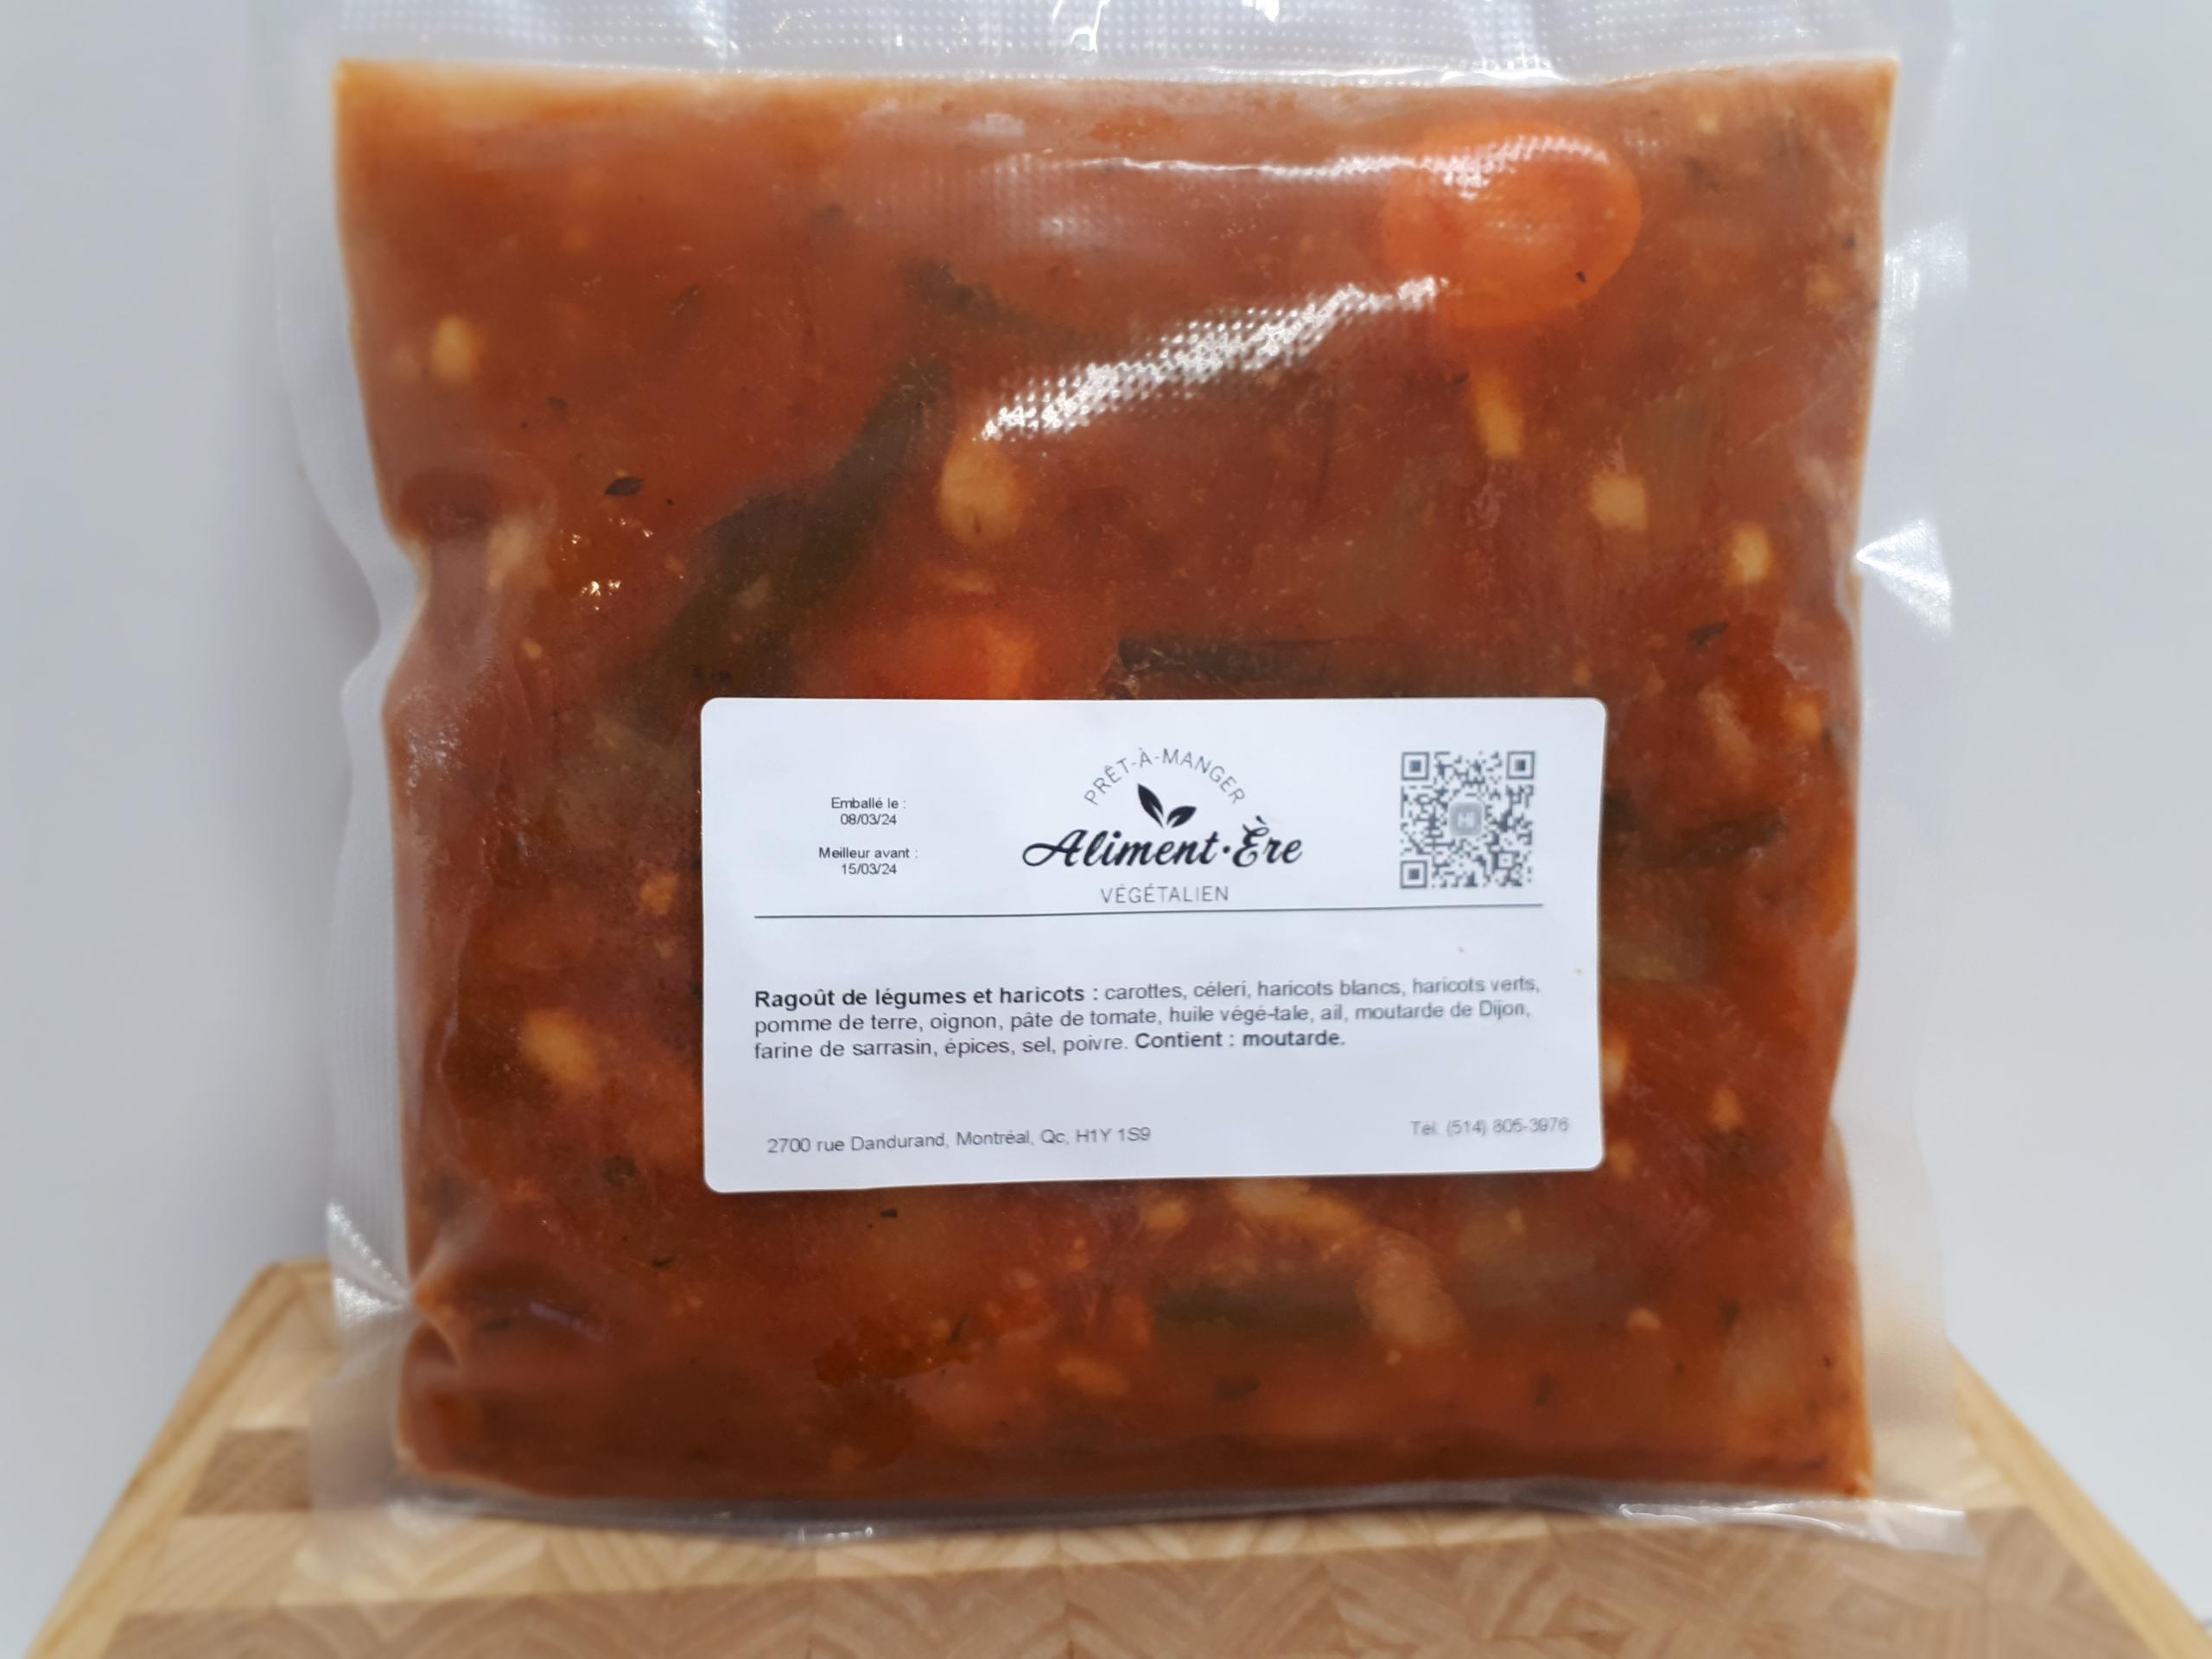 Emballé le :
08/03/24
Meilleur avant :
15/03/24
PRÊT-À-MANGER
Aliment·Ère
VÉGÉTALIEN
Ragoût de légumes et haricots : carottes, céleri, haricots blancs, haricots verts,
pomme de terre, oignon, pâte de tomate, huile végé-tale, ail, moutarde de Dijon,
farine de sarrasin, épices, sel, poivre. Contient : moutarde.
2700 rue Dandurand, Montréal, Qc, H1Y 1S9
Tél. (514) 805-3976